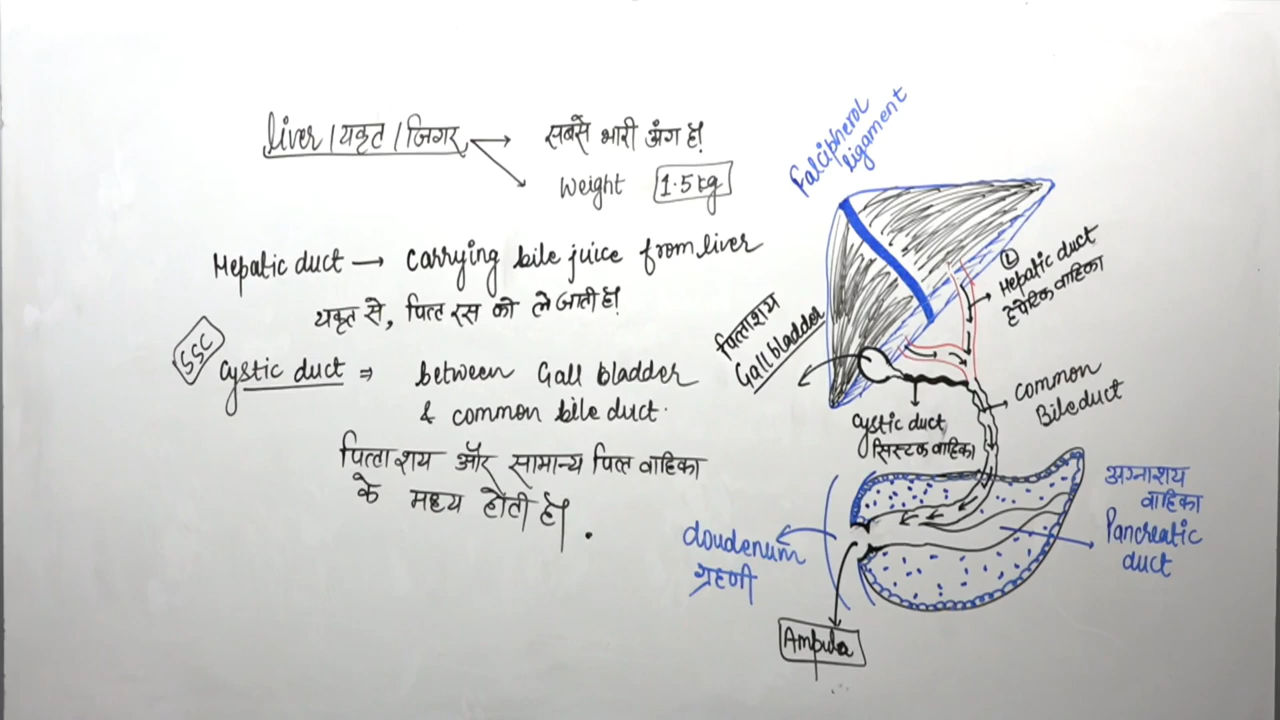 liver / यकृत / जिगर → सबसे भारी अंग है।
Weight 1.5 kg
Hepatic duct → carrying bile juice from liver
यकृत से, पित्त रस को ले जाती है।
SSC
Cystic duct ⇒ between Gall bladder
& common bile duct.
पित्ताशय और सामान्य पित्त वाहिका
के मध्य होती है।
Falcipherol
ligament
(L)
Hepatic duct
हेपेटिक वाहिका
पित्ताशय
Gall bladder
Common
Bile duct
Cystic duct
सिस्टिक वाहिका
अग्नाशय
वाहिका
Pancreatic
duct
doudenum
ग्रहणी
Ampula